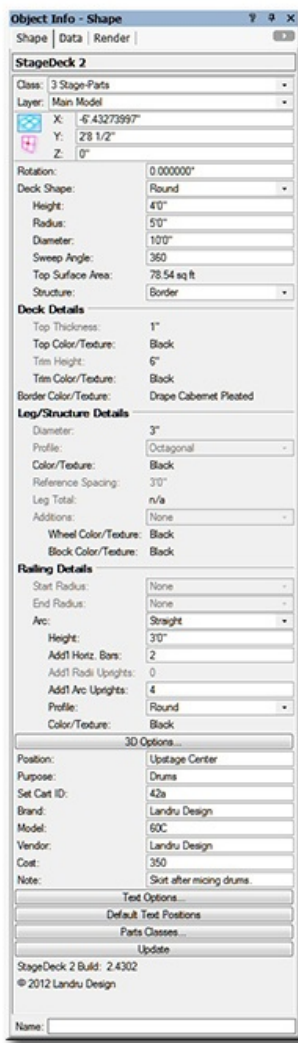 Object Info - Shape
Shape Data Render
StageDeck 2
Class: 3 Stage-Parts
Layer: Main Model
X: -6'.43273997"
Y: 2'8 1/2"
Z: 0"
Rotation: 0.000000°
Deck Shape: Round
Height: 4'0"
Radius: 5'0"
Diameter: 10'0"
Sweep Angle: 360
Top Surface Area: 78.54 sq ft
Structure: Border
Deck Details
Top Thickness: 1"
Top Color/Texture: Black
Trim Height: 6"
Trim Color/Texture: Black
Border Color/Texture: Drape Cabernet Pleated
Leg/Structure Details
Diameter: 3"
Profile: Octagonal
Color/Texture: Black
Reference Spacing: 3'0"
Leg Total: n/a
Additions: None
Wheel Color/Texture: Black
Block Color/Texture: Black
Railing Details
Start Radius: None
End Radius: None
Arc: Straight
Height: 3'0"
Add'l Horiz. Bars: 2
Add'l Radii Uprights: 0
Add'l Arc Uprights: 4
Profile: Round
Color/Texture: Black
3D Options...
Position: Upstage Center
Purpose: Drums
Set Cart ID: 42a
Brand: Landru Design
Model: 60C
Vendor: Landru Design
Cost: 350
Note: Skirt after micing drums.
Text Options...
Default Text Positions
Parts Classes...
Update
StageDeck 2 Build: 2.4302
© 2012 Landru Design
Name: